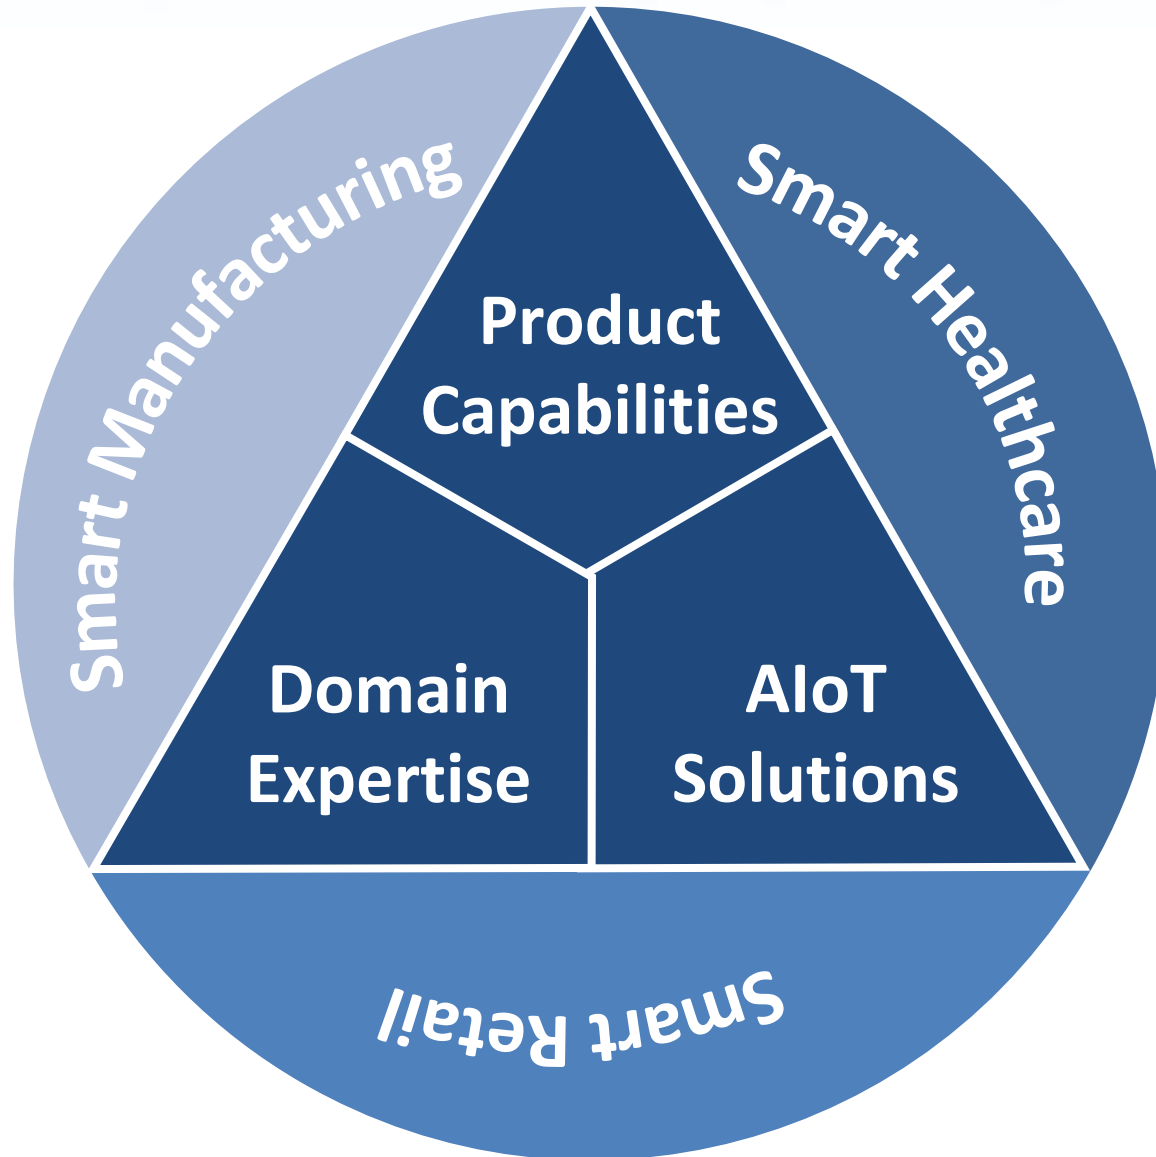 Smart Manufacturing
Smart Healthcare
Product
Capabilities
Domain
Expertise
AIoT
Solutions
Smart Retail